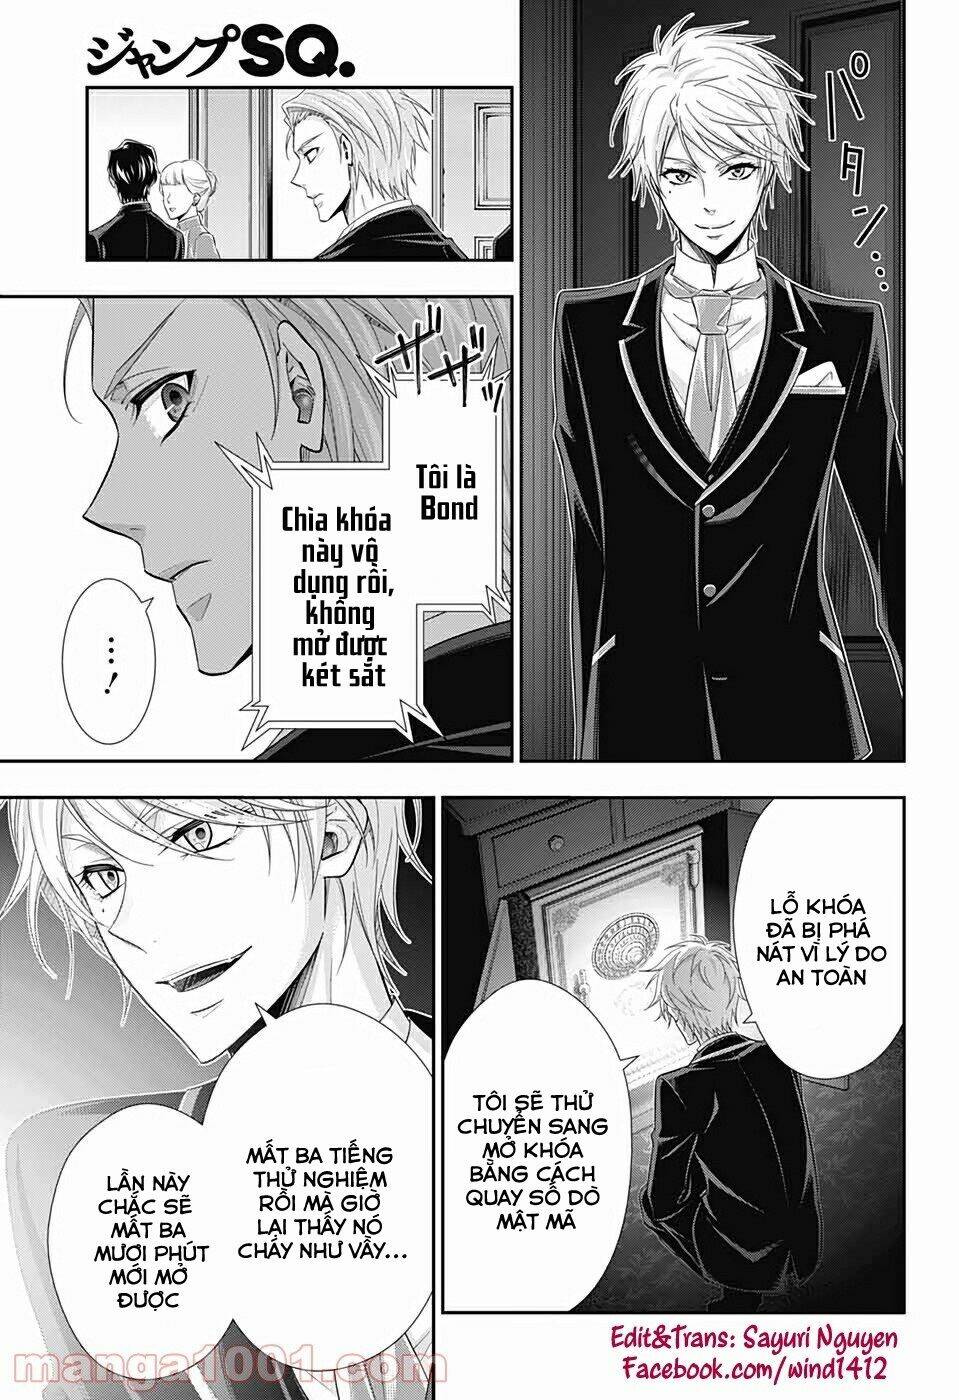 ジャンプSQ.
パタン
ザザッ
Tôi là
Bond
Chìa khóa
này vô
dụng rồi,
không
mở được
két sắt
...!
LỖ KHÓA
ĐÃ BỊ PHÁ
NÁT VÌ LÝ DO
AN TOÀN
TÔI SẼ THỬ
CHUYỂN SANG
MỞ KHÓA
BẰNG CÁCH
QUAY SỐ DÒ
MẬT MÃ
MẤT BA TIẾNG
THỬ NGHIỆM
RỒI MÀ GIỜ
LẠI THẤY NÓ
CHÁY NHƯ VẦY...
LẦN NÀY
CHẮC SẼ
MẤT BA
MƯƠI PHÚT
MỚI MỞ
ĐƯỢC
Edit&Trans: Sayuri Nguyen
Facebook.com/wind1412
manga1001.com